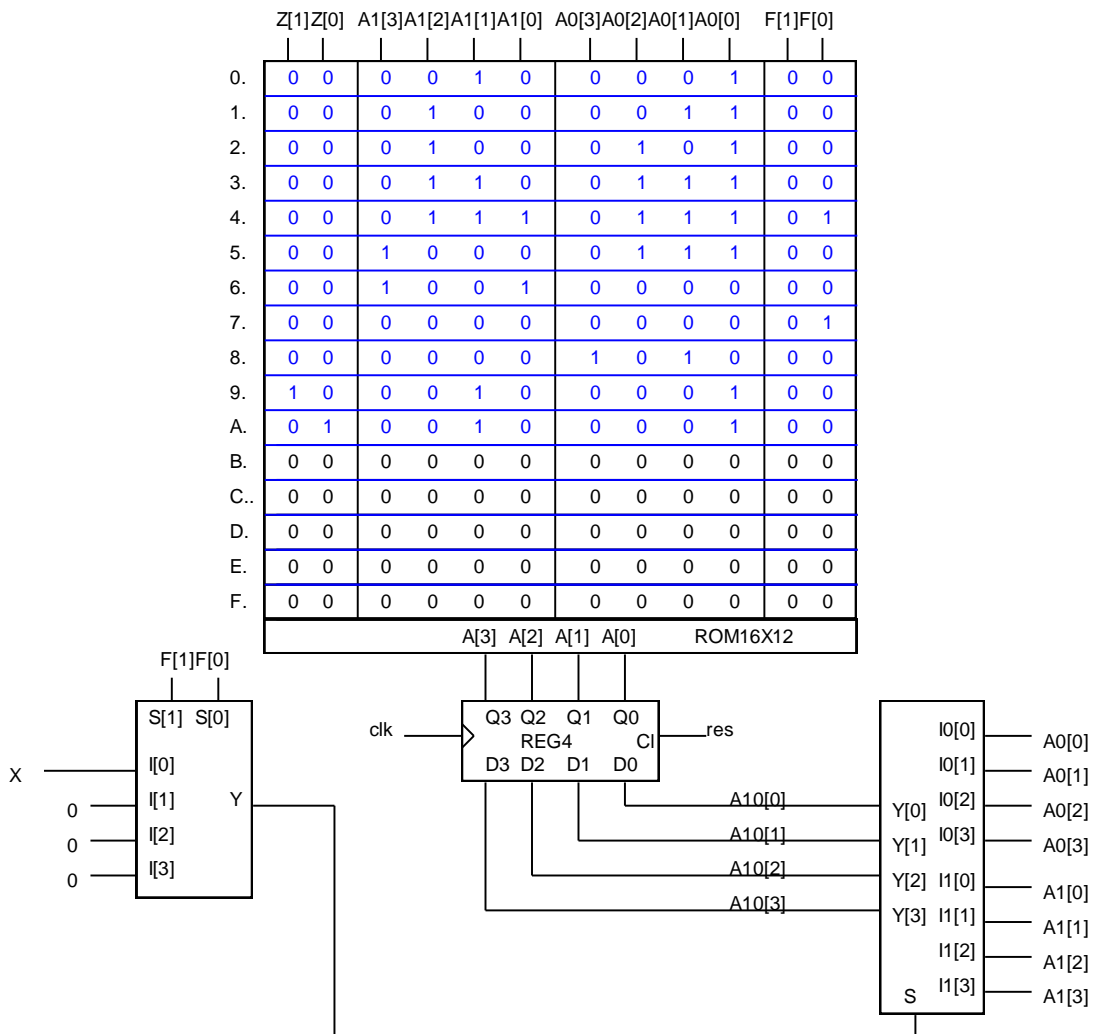 Z[1]Z[0] A1[3]A1[2]A1[1]A1[0] A0[3]A0[2]A0[1]A0[0] F[1]F[0]
0. 0 0 0 0 1 0 0 0 0 1 0 0
1. 0 0 0 1 0 0 0 0 1 1 0 0
2. 0 0 0 1 0 0 0 1 0 1 0 0
3. 0 0 0 1 1 0 0 1 1 1 0 0
4. 0 0 0 1 1 1 0 1 1 1 0 1
5. 0 0 1 0 0 0 0 1 1 1 0 0
6. 0 0 1 0 0 1 0 0 0 0 0 0
7. 0 0 0 0 0 0 0 0 0 0 0 1
8. 0 0 0 0 0 0 1 0 1 0 0 0
9. 1 0 0 0 1 0 0 0 0 1 0 0
A. 0 1 0 0 1 0 0 0 0 1 0 0
B. 0 0 0 0 0 0 0 0 0 0 0 0
C.. 0 0 0 0 0 0 0 0 0 0 0 0
D. 0 0 0 0 0 0 0 0 0 0 0 0
E. 0 0 0 0 0 0 0 0 0 0 0 0
F. 0 0 0 0 0 0 0 0 0 0 0 0
A[3] A[2] A[1] A[0] ROM16X12
F[1]F[0]
S[1] S[0]
X I[0]
0 I[1] Y
0 I[2]
0 I[3]
clk Q3 Q2 Q1 Q0 res
REG4 Cl
D3 D2 D1 D0
A10[0]
A10[1]
A10[2]
A10[3]
I0[0] A0[0]
I0[1] A0[1]
Y[0] I0[2] A0[2]
Y[1] I0[3] A0[3]
Y[2] I1[0] A1[0]
Y[3] I1[1] A1[1]
I1[2] A1[2]
S I1[3] A1[3]